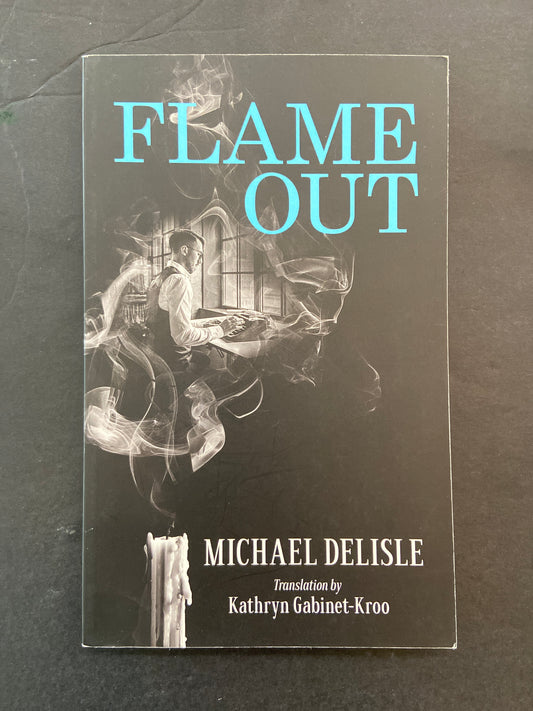 FLAME
OUT
MICHAEL DELISLE
Translation by
Kathryn Gabinet-Kroo